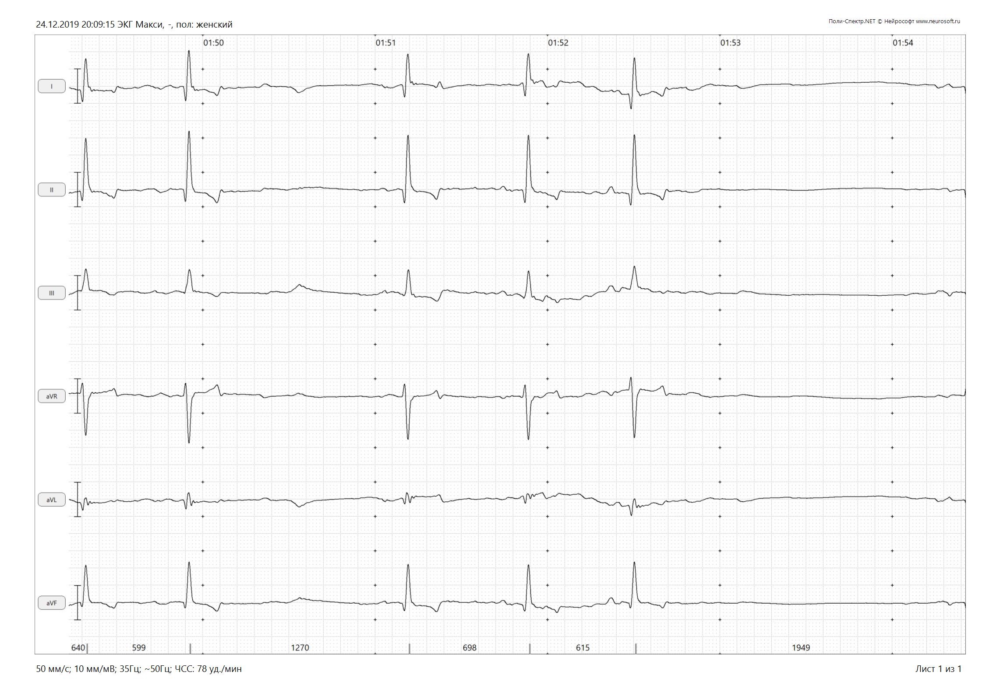 24.12.2019 20:09:15 ЭКГ Макси, -, пол: женский
Поли-Спектр.NET © Нейрософт www.neurosoft.ru
01:50 01:51 01:52 01:53 01:54
I
II
III
aVR
aVL
aVF
640 599 1270 698 615 1949
50 мм/с; 10 мм/мВ; 35Гц; ~50Гц; ЧСС: 78 уд./мин
Лист 1 из 1